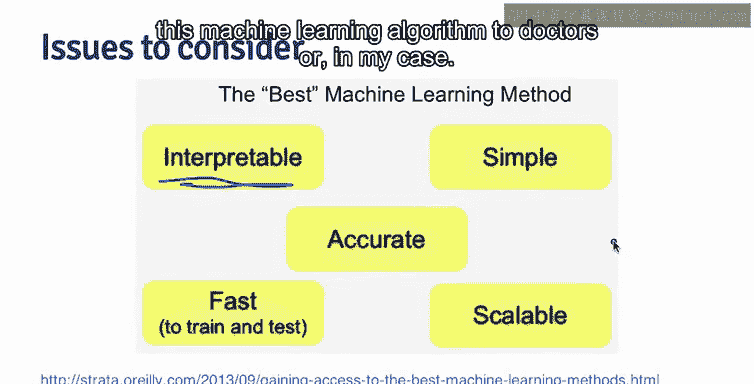 this machine learning algorithm to doctors
Issues to consider
or, in my case.
The “Best” Machine Learning Method
Interpretable
Simple
Accurate
Fast
(to train and test)
Scalable
http://strata.oreilly.com/2013/09/gaining-access-to-the-best-machine-learning-methods.html